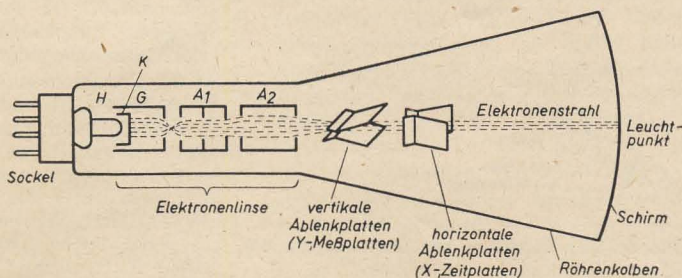 K
H G A1 A2
Elektronenstrahl
Leucht-
punkt
Sockel
Elektronenlinse
vertikale
Ablenkplatten
(Y-Meßplatten)
horizontale
Ablenkplatten
(X-Zeitplatten)
Schirm
Röhrenkolben